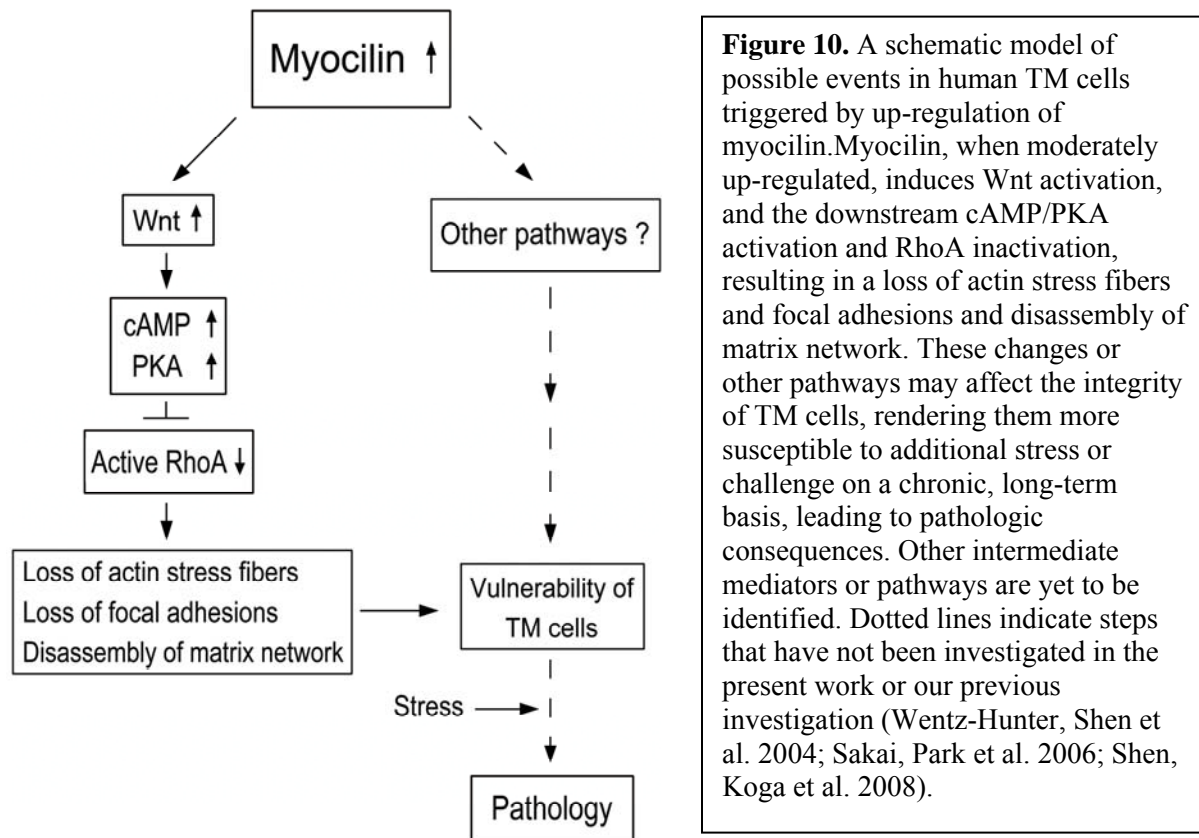 Myocilin ↑
Wnt ↑
Other pathways ?
cAMP ↑
PKA ↑
Active RhoA ↓
Loss of actin stress fibers
Loss of focal adhesions
Disassembly of matrix network
Vulnerability of
TM cells
Stress
Pathology
Figure 10. A schematic model of
possible events in human TM cells
triggered by up-regulation of
myocilin.Myocilin, when moderately
up-regulated, induces Wnt activation,
and the downstream cAMP/PKA
activation and RhoA inactivation,
resulting in a loss of actin stress fibers
and focal adhesions and disassembly of
matrix network. These changes or
other pathways may affect the integrity
of TM cells, rendering them more
susceptible to additional stress or
challenge on a chronic, long-term
basis, leading to pathologic
consequences. Other intermediate
mediators or pathways are yet to be
identified. Dotted lines indicate steps
that have not been investigated in the
present work or our previous
investigation (Wentz-Hunter, Shen et
al. 2004; Sakai, Park et al. 2006; Shen,
Koga et al. 2008).